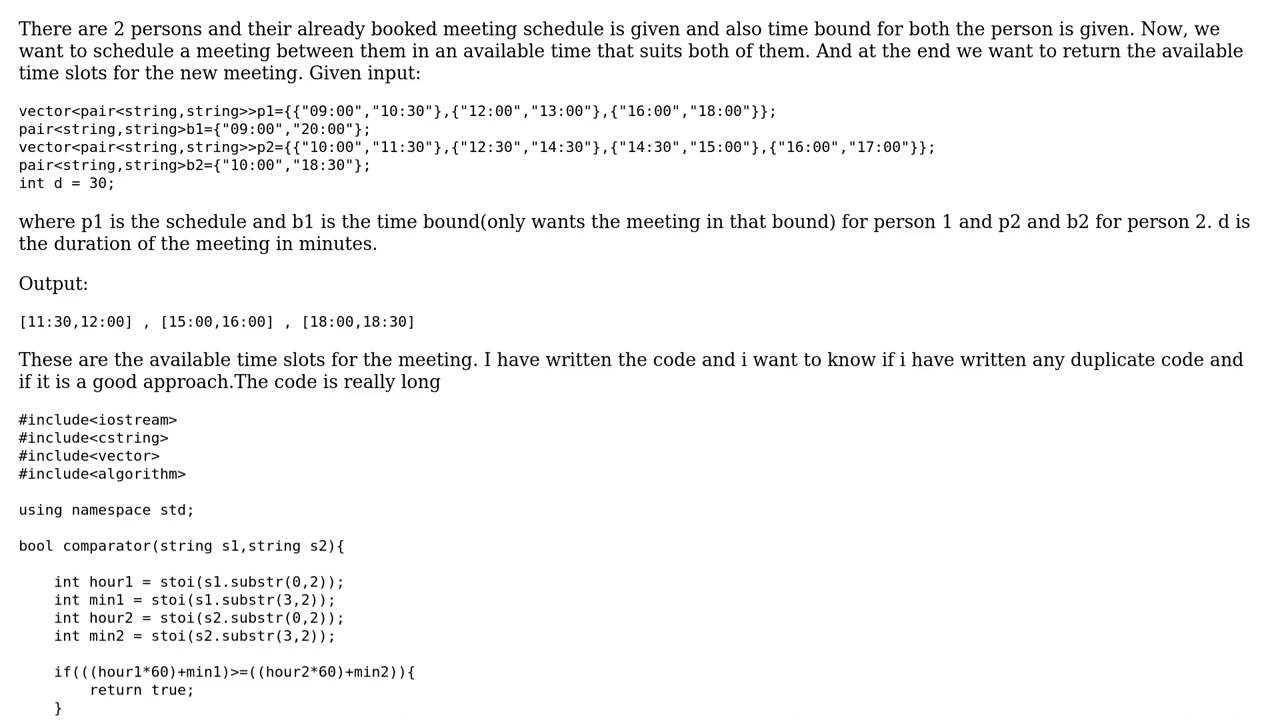 There are 2 persons and their already booked meeting schedule is given and also time bound for both the person is given. Now, we
want to schedule a meeting between them in an available time that suits both of them. And at the end we want to return the available
time slots for the new meeting. Given input:
vector<pair<string,string>>p1={{"09:00","10:30"},{"12:00","13:00"},{"16:00","18:00"}};
pair<string,string>b1={"09:00","20:00"};
vector<pair<string,string>>p2={{"10:00","11:30"},{"12:30","14:30"},{"14:30","15:00"},{"16:00","17:00"}};
pair<string,string>b2={"10:00","18:30"};
int d = 30;
where p1 is the schedule and b1 is the time bound(only wants the meeting in that bound) for person 1 and p2 and b2 for person 2. d is
the duration of the meeting in minutes.
Output:
[11:30,12:00] , [15:00,16:00] , [18:00,18:30]
These are the available time slots for the meeting. I have written the code and i want to know if i have written any duplicate code and
if it is a good approach.The code is really long
#include<iostream>
#include<cstring>
#include<vector>
#include<algorithm>
using namespace std;
bool comparator(string s1,string s2){
    int hour1 = stoi(s1.substr(0,2));
    int min1 = stoi(s1.substr(3,2));
    int hour2 = stoi(s2.substr(0,2));
    int min2 = stoi(s2.substr(3,2));
    if(((hour1*60)+min1)>=((hour2*60)+min2)){
        return true;
    }